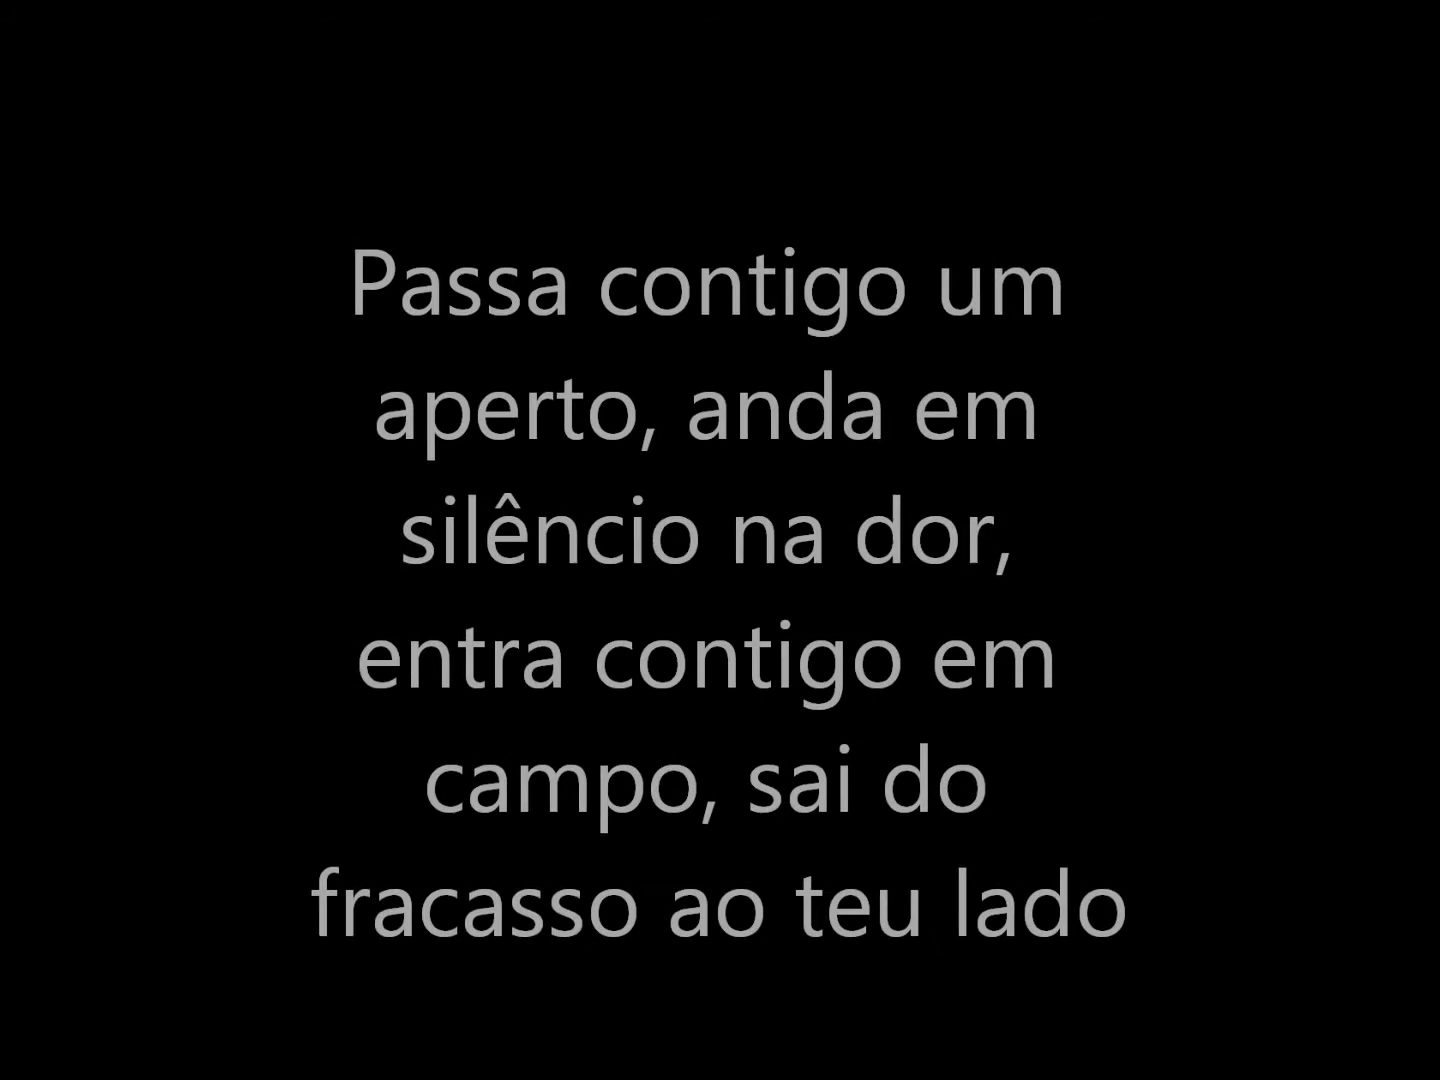 Passa contigo um
aperto, anda em
silêncio na dor,
entra contigo em
campo, sai do
fracasso ao teu lado